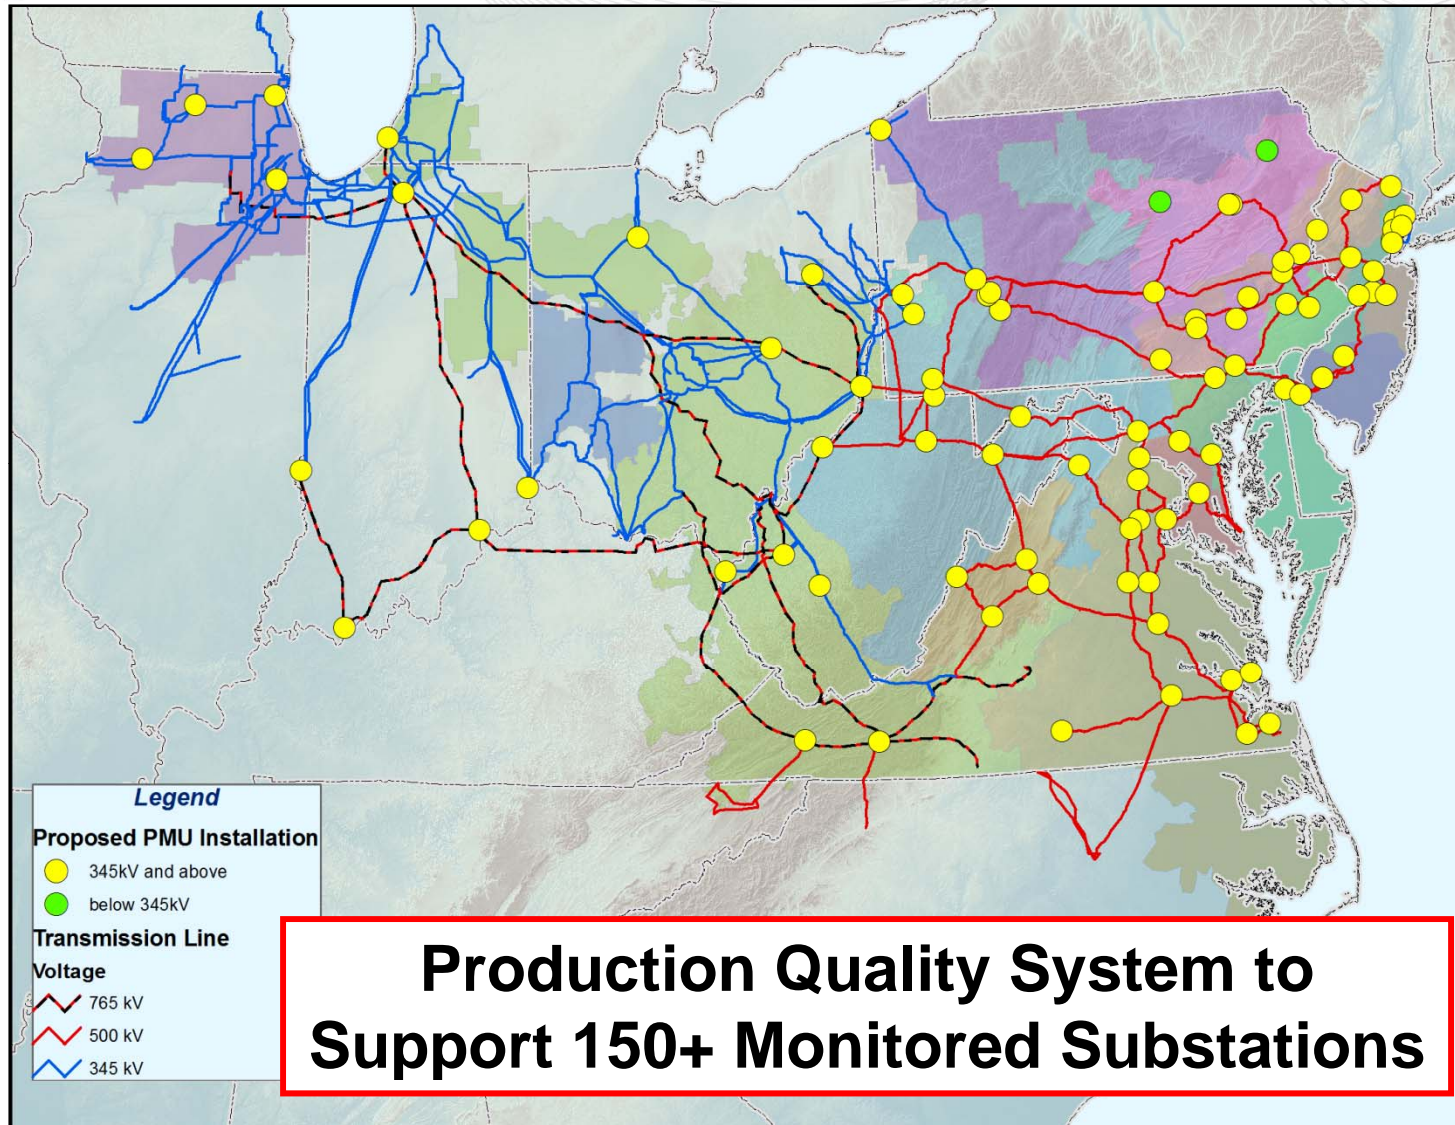 Legend
Proposed PMU Installation
345kV and above
below 345kV
Transmission Line
Voltage
765 kV
500 kV
345 kV
Production Quality System to
Support 150+ Monitored Substations